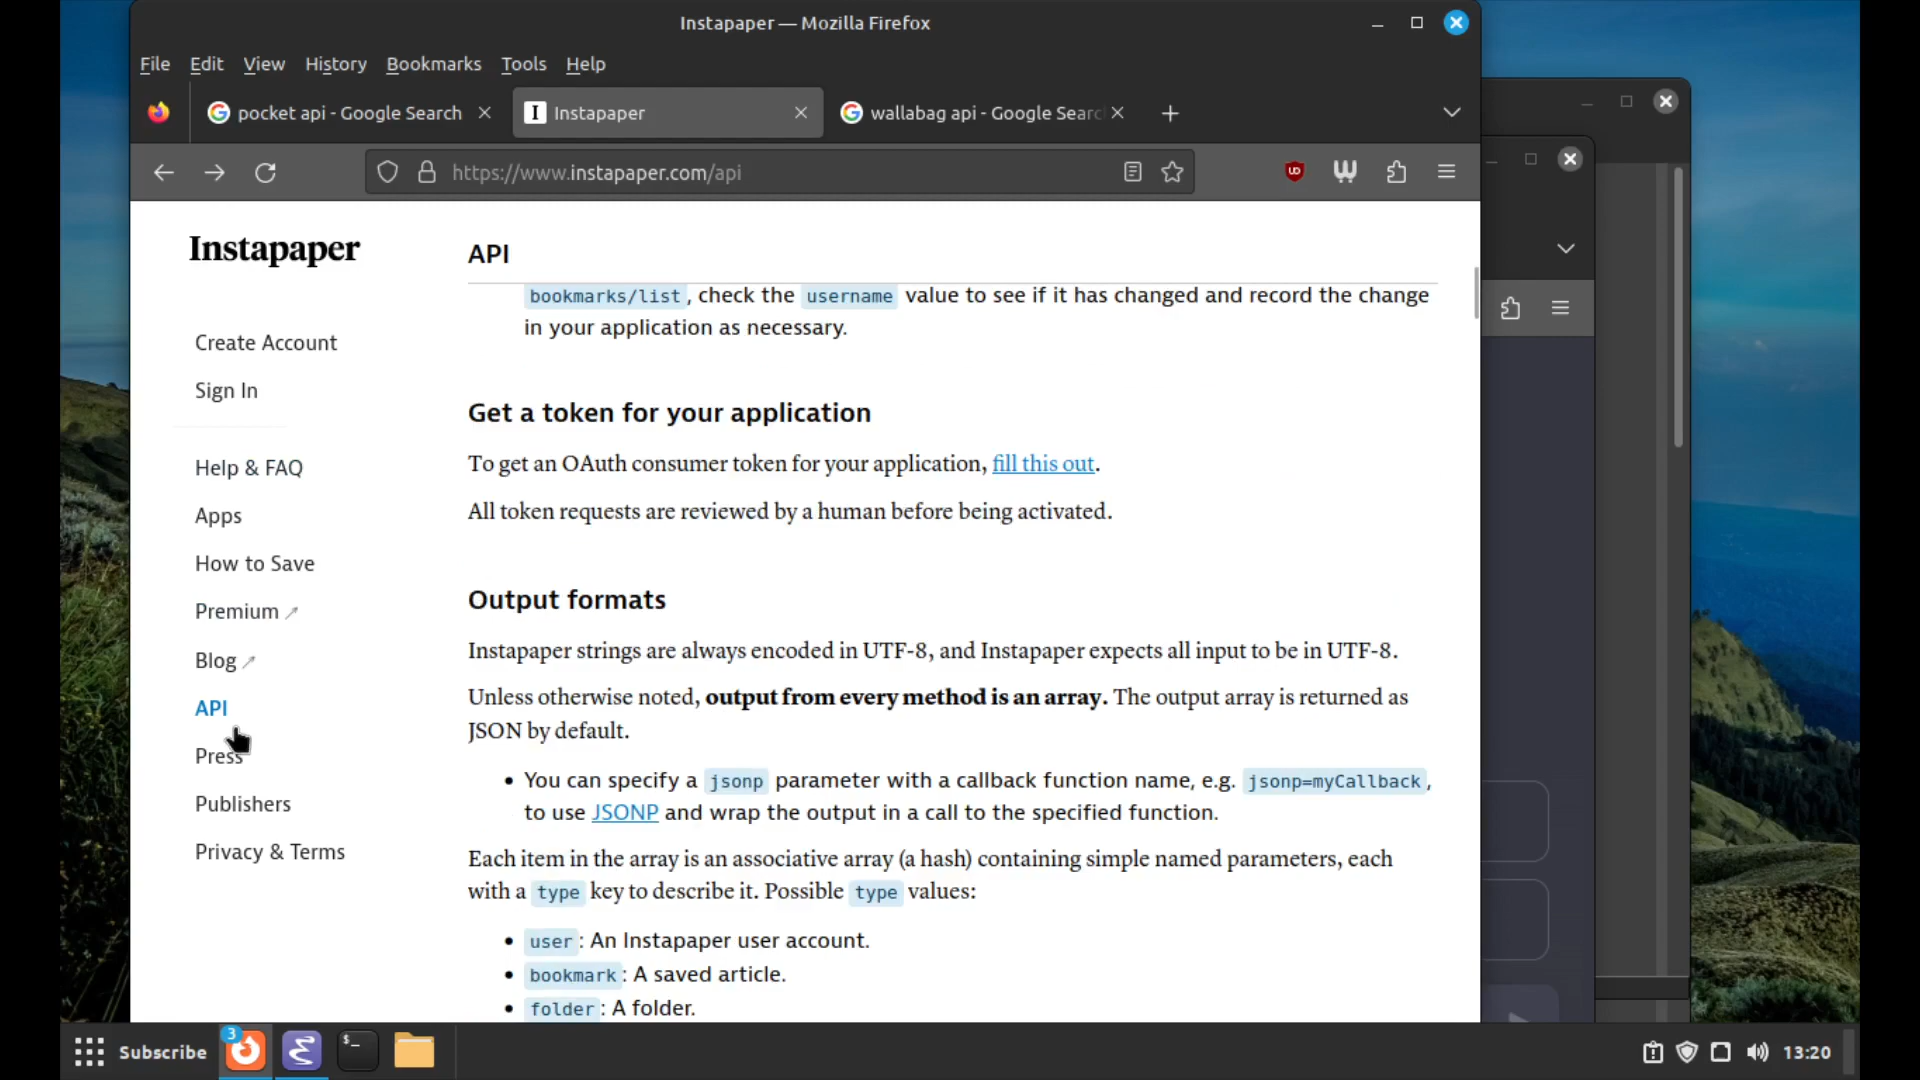 Instapaper — Mozilla Firefox
File Edit View History Bookmarks Tools Help
pocket api - Google Search
I Instapaper
wallabag api - Google Searc
https://www.instapaper.com/api
Instapaper
Create Account
Sign In
Help & FAQ
Apps
How to Save
Premium
Blog
API
Press
Publishers
Privacy & Terms
API
bookmarks/list, check the username value to see if it has changed and record the change
in your application as necessary.
Get a token for your application
To get an OAuth consumer token for your application, fill this out.
All token requests are reviewed by a human before being activated.
Output formats
Instapaper strings are always encoded in UTF-8, and Instapaper expects all input to be in UTF-8.
Unless otherwise noted, output from every method is an array. The output array is returned as
JSON by default.
• You can specify a jsonp parameter with a callback function name, e.g. jsonp=myCallback,
to use JSONP and wrap the output in a call to the specified function.
Each item in the array is an associative array (a hash) containing simple named parameters, each
with a type key to describe it. Possible type values:
• user: An Instapaper user account.
• bookmark: A saved article.
• folder: A folder.
Subscribe
3
$_
13:20